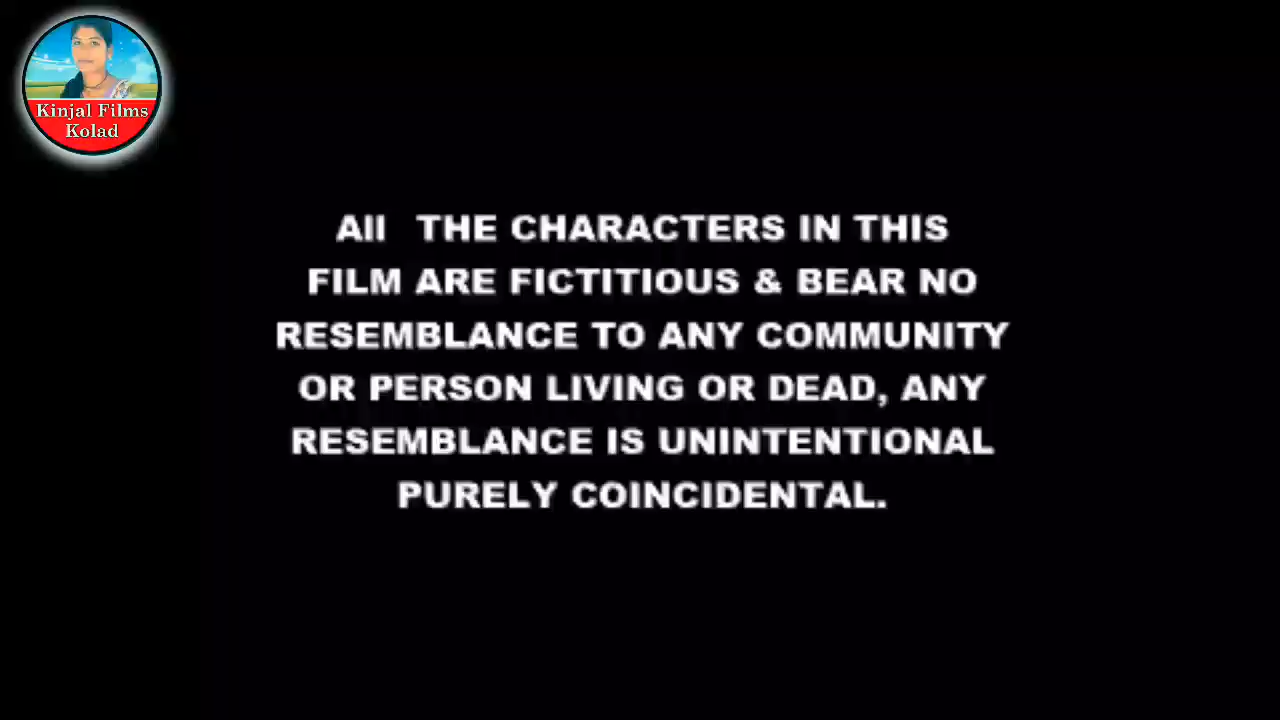 Kinjal Films
Kolad
All THE CHARACTERS IN THIS
FILM ARE FICTITIOUS & BEAR NO
RESEMBLANCE TO ANY COMMUNITY
OR PERSON LIVING OR DEAD, ANY
RESEMBLANCE IS UNINTENTIONAL
PURELY COINCIDENTAL.